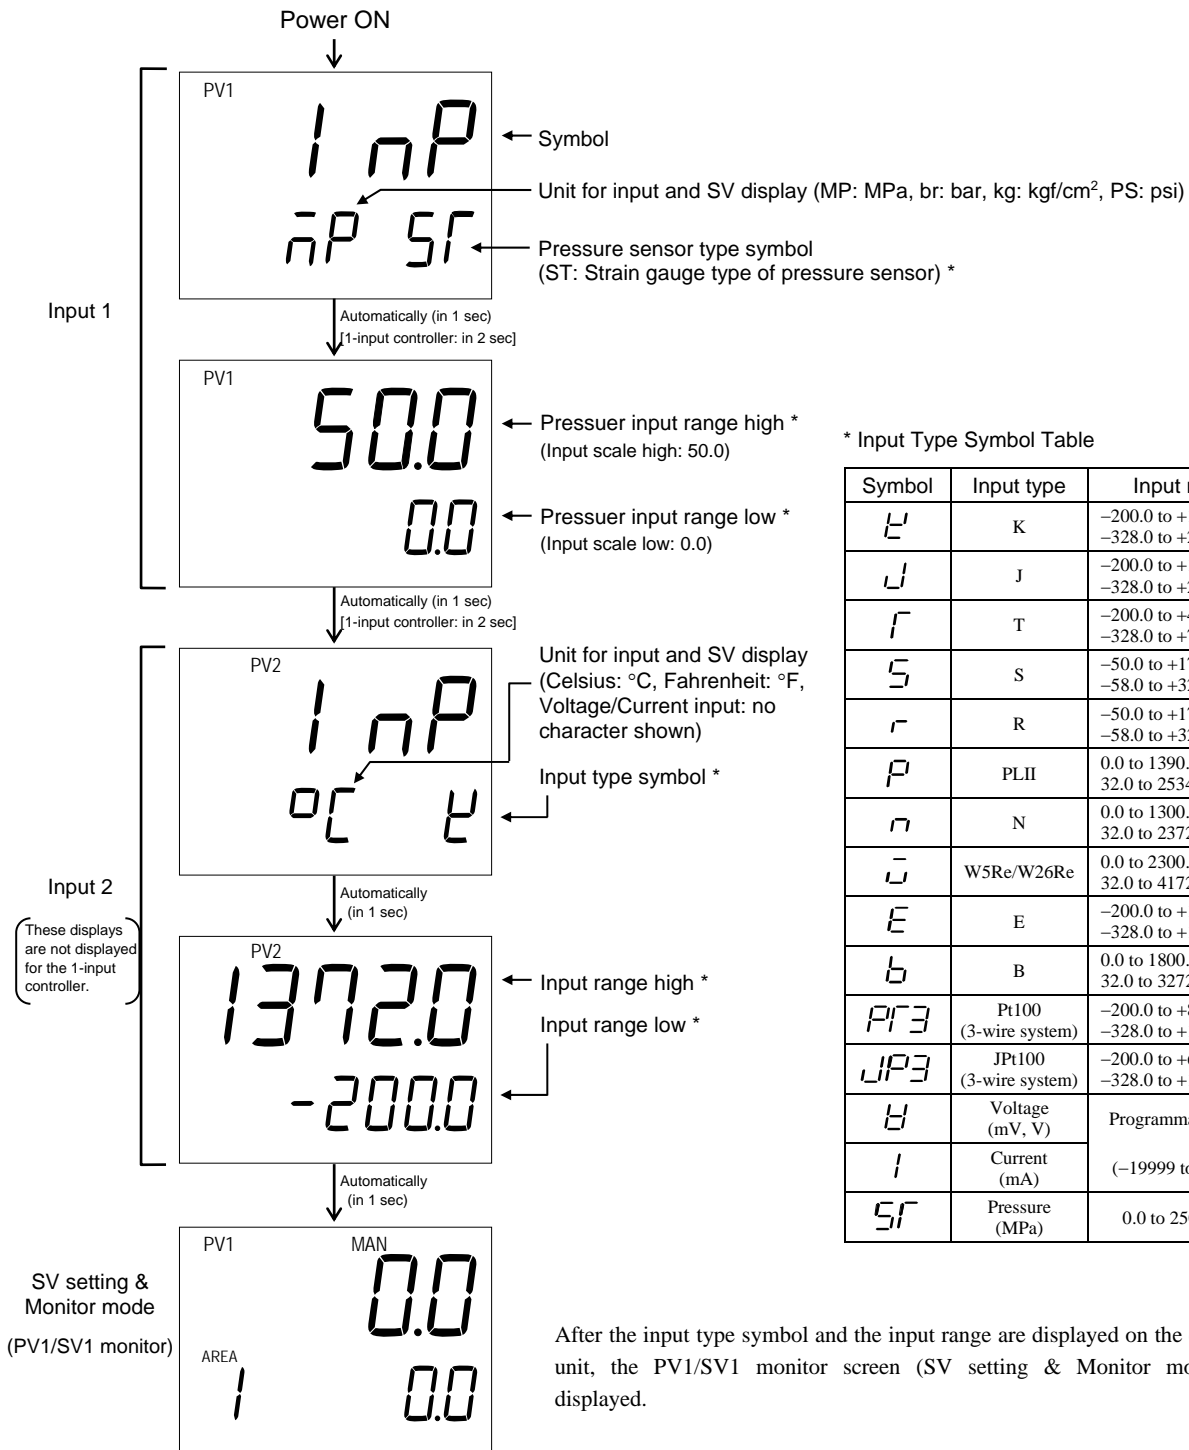 Power ON
PV1
InP
MP ST
Symbol
Unit for input and SV display (MP: MPa, br: bar, kg: kgf/cm², PS: psi)
Pressure sensor type symbol
(ST: Strain gauge type of pressure sensor) *
Input 1
Automatically (in 1 sec)
[1-input controller: in 2 sec]
PV1
50.0
0.0
Pressuer input range high *
(Input scale high: 50.0)
Pressuer input range low *
(Input scale low: 0.0)
Automatically (in 1 sec)
[1-input controller: in 2 sec]
PV2
InP
°C K
Unit for input and SV display
(Celsius: °C, Fahrenheit: °F,
Voltage/Current input: no
character shown)
Input type symbol *
Input 2
These displays
are not displayed
for the 1-input
controller.
Automatically
(in 1 sec)
PV2
1372.0
-200.0
Input range high *
Input range low *
Automatically
(in 1 sec)
SV setting &
Monitor mode
(PV1/SV1 monitor)
PV1 MAN
0.0
AREA
1 0.0
* Input Type Symbol Table
Symbol Input type Input
K K −200.0 to +
−328.0 to +
J J −200.0 to +
−328.0 to +
T T −200.0 to +
−328.0 to +
S S −50.0 to
−58.0 to
r R −50.0 to
−58.0 to
P PLII 0.0 to 1390.
32.0 to
n N 0.0 to 1300.
32.0 to 2372
W W5Re/W26Re 0.0 to 2300.
32.0 to 4172
E E −200.0 to +
−328.0 to +
b B 0.0 to 1800.
32.0 to 3272
PT3 Pt100
(3-wire system) −200.0 to +
−328.0 to +
JP3 JPt100
(3-wire system) −200.0 to +
−328.0 to +
V Voltage
(mV, V) Programm
I Current
(mA) (−19999 to
ST Pressure
(MPa) 0.0 to
After the input type symbol and the input range are displayed on the
unit, the PV1/SV1 monitor screen (SV setting & Monitor
displayed.